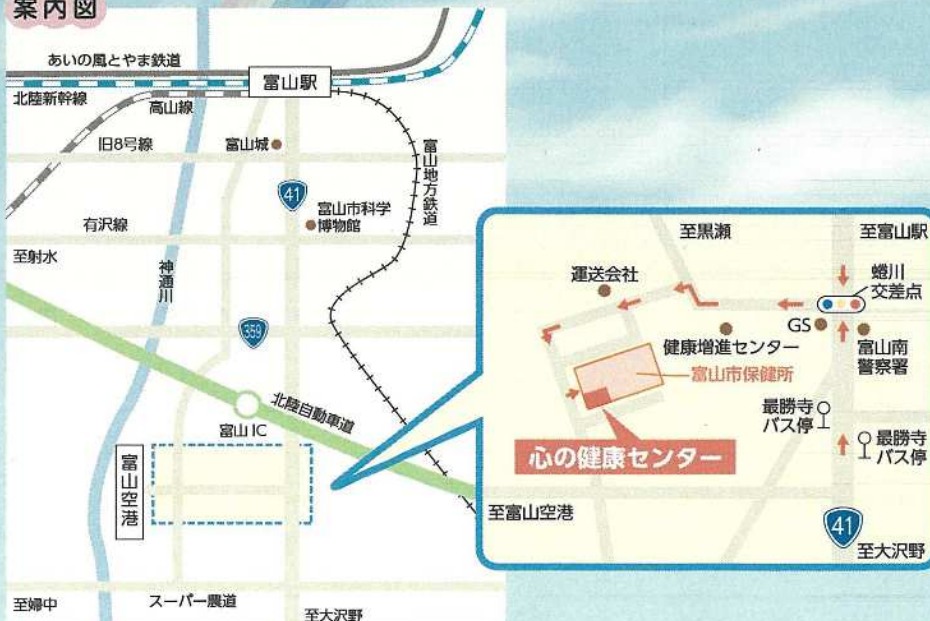 案内図
あいの風とやま鉄道
富山駅
北陸新幹線
高山線
旧8号線
富山城
富山地方鉄道
41
富山市科学
博物館
有沢線
至射水
神通川
359
北陸自動車道
富山IC
富山空港
至婦中
スーパー農道
至大沢野
至黒瀬
至富山駅
運送会社
蜷川
交差点
GS
健康増進センター
富山南
警察署
富山市保健所
最勝寺
バス停
心の健康センター
最勝寺
バス停
至富山空港
41
至大沢野